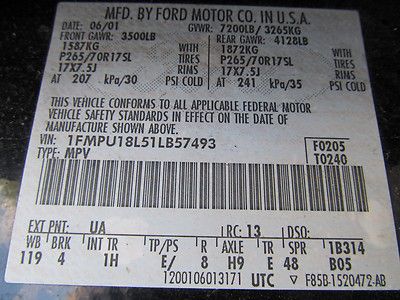 MFD. BY FORD MOTOR CO. IN U.S.A.
DATE: 06/01 GVWR: 7200LB/ 3265KG
FRONT GAWR: 3500LB REAR GAWR: 4128LB
1587KG 1872KG
P265/70R17SL TIRES P265/70R17SL TIRES
17X7.5J RIMS 17X7.5J RIMS
AT 207 kPa/30 PSI COLD AT 241 kPa/35 PSI COLD
THIS VEHICLE CONFORMS TO ALL APPLICABLE FEDERAL MOTOR
VEHICLE SAFETY STANDARDS IN EFFECT ON THE DATE OF
MANUFACTURE SHOWN ABOVE.
VIN: 1FMPU18L51LB57493 F0205
TYPE: MPV T0240
EXT PNT: UA RC: 13 DSO:
WB BRK INT TR TP/PS R AXLE TR SPR 1B314
119 4 1H E/ 8 H9 E 48 B05
1200106013171 UTC F85B-1520472-AB